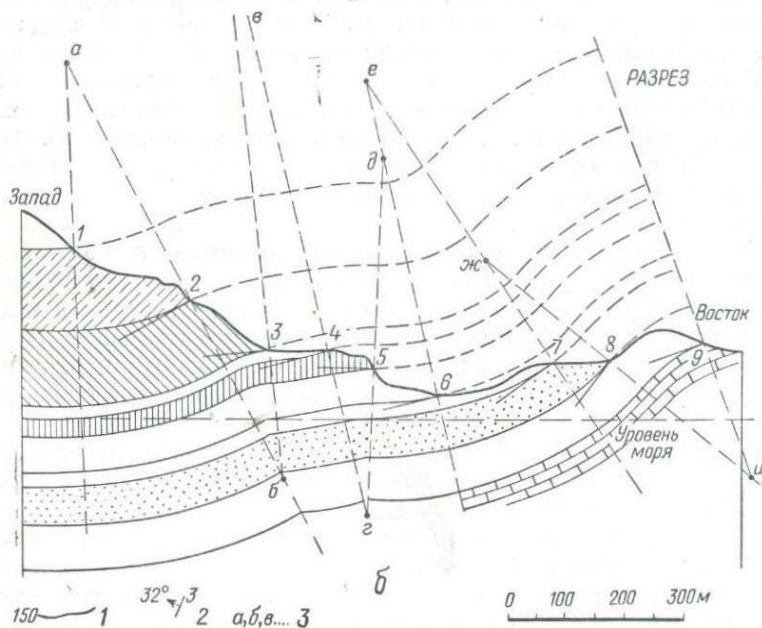 а
в
е
РАЗРЕЗ
д
Запад
1
ж
2
Восток
3
4
5
6
7
8
9
Уровень
моря
и
б
г
б
150 1
32° 3 2
а,б,в.... 3
0 100 200 300 м